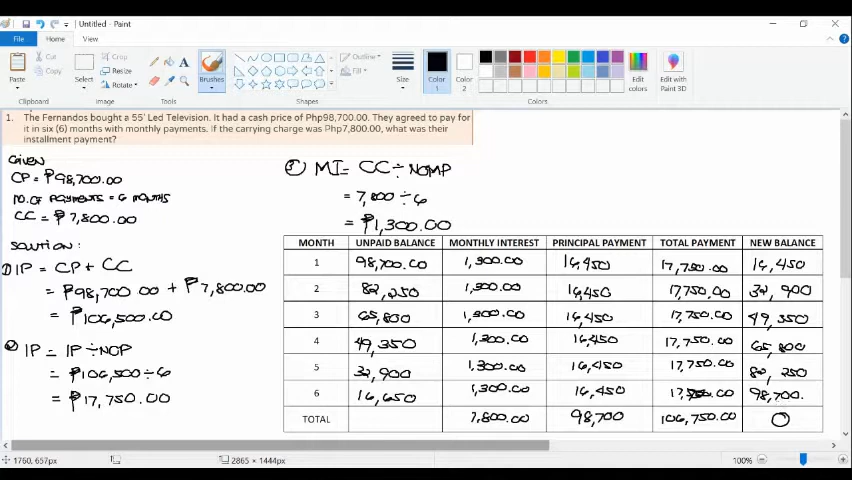 Untitled - Paint
File Home View
Paste Cut Copy
Select Crop Resize Rotate
Brushes
Outline Fill
Size
Color 1 Color 2
Edit colors
Edit with Paint 3D
Clipboard Image Tools Shapes Colors
1. The Fernandos bought a 55' Led Television. It had a cash price of Php98,700.00. They agreed to pay for
it in six (6) months with monthly payments. If the carrying charge was Php7,800.00, what was their
installment payment?
GIVEN
CP = ₱98,700.00
NO. OF PAYMENTS = 6 MONTHS
CC = ₱7,800.00
SOLUTION:
① IP = CP + CC
= ₱98,700.00 + ₱7,800.00
= ₱106,500.00
② IP = IP ÷ NOP
= ₱106,500 ÷ 6
= ₱17,750.00
③ MI = CC ÷ NOMP
= 7,800 ÷ 6
= ₱1,300.00
MONTH UNPAID BALANCE MONTHLY INTEREST PRINCIPAL PAYMENT TOTAL PAYMENT NEW BALANCE
1 98,700.00 1,300.00 16,450 17,750.00 16,450
2 82,250 1,300.00 16,450 17,750.00 32,900
3 65,800 1,300.00 16,450 17,750.00 49,350
4 49,350 1,300.00 16,450 17,750.00 65,800
5 32,900 1,300.00 16,450 17,750.00 82,250
6 16,450 1,300.00 16,450 17,750.00 98,700.
TOTAL 7,800.00 98,700 106,750.00 0
1760, 657px
2865 × 1444px
100%